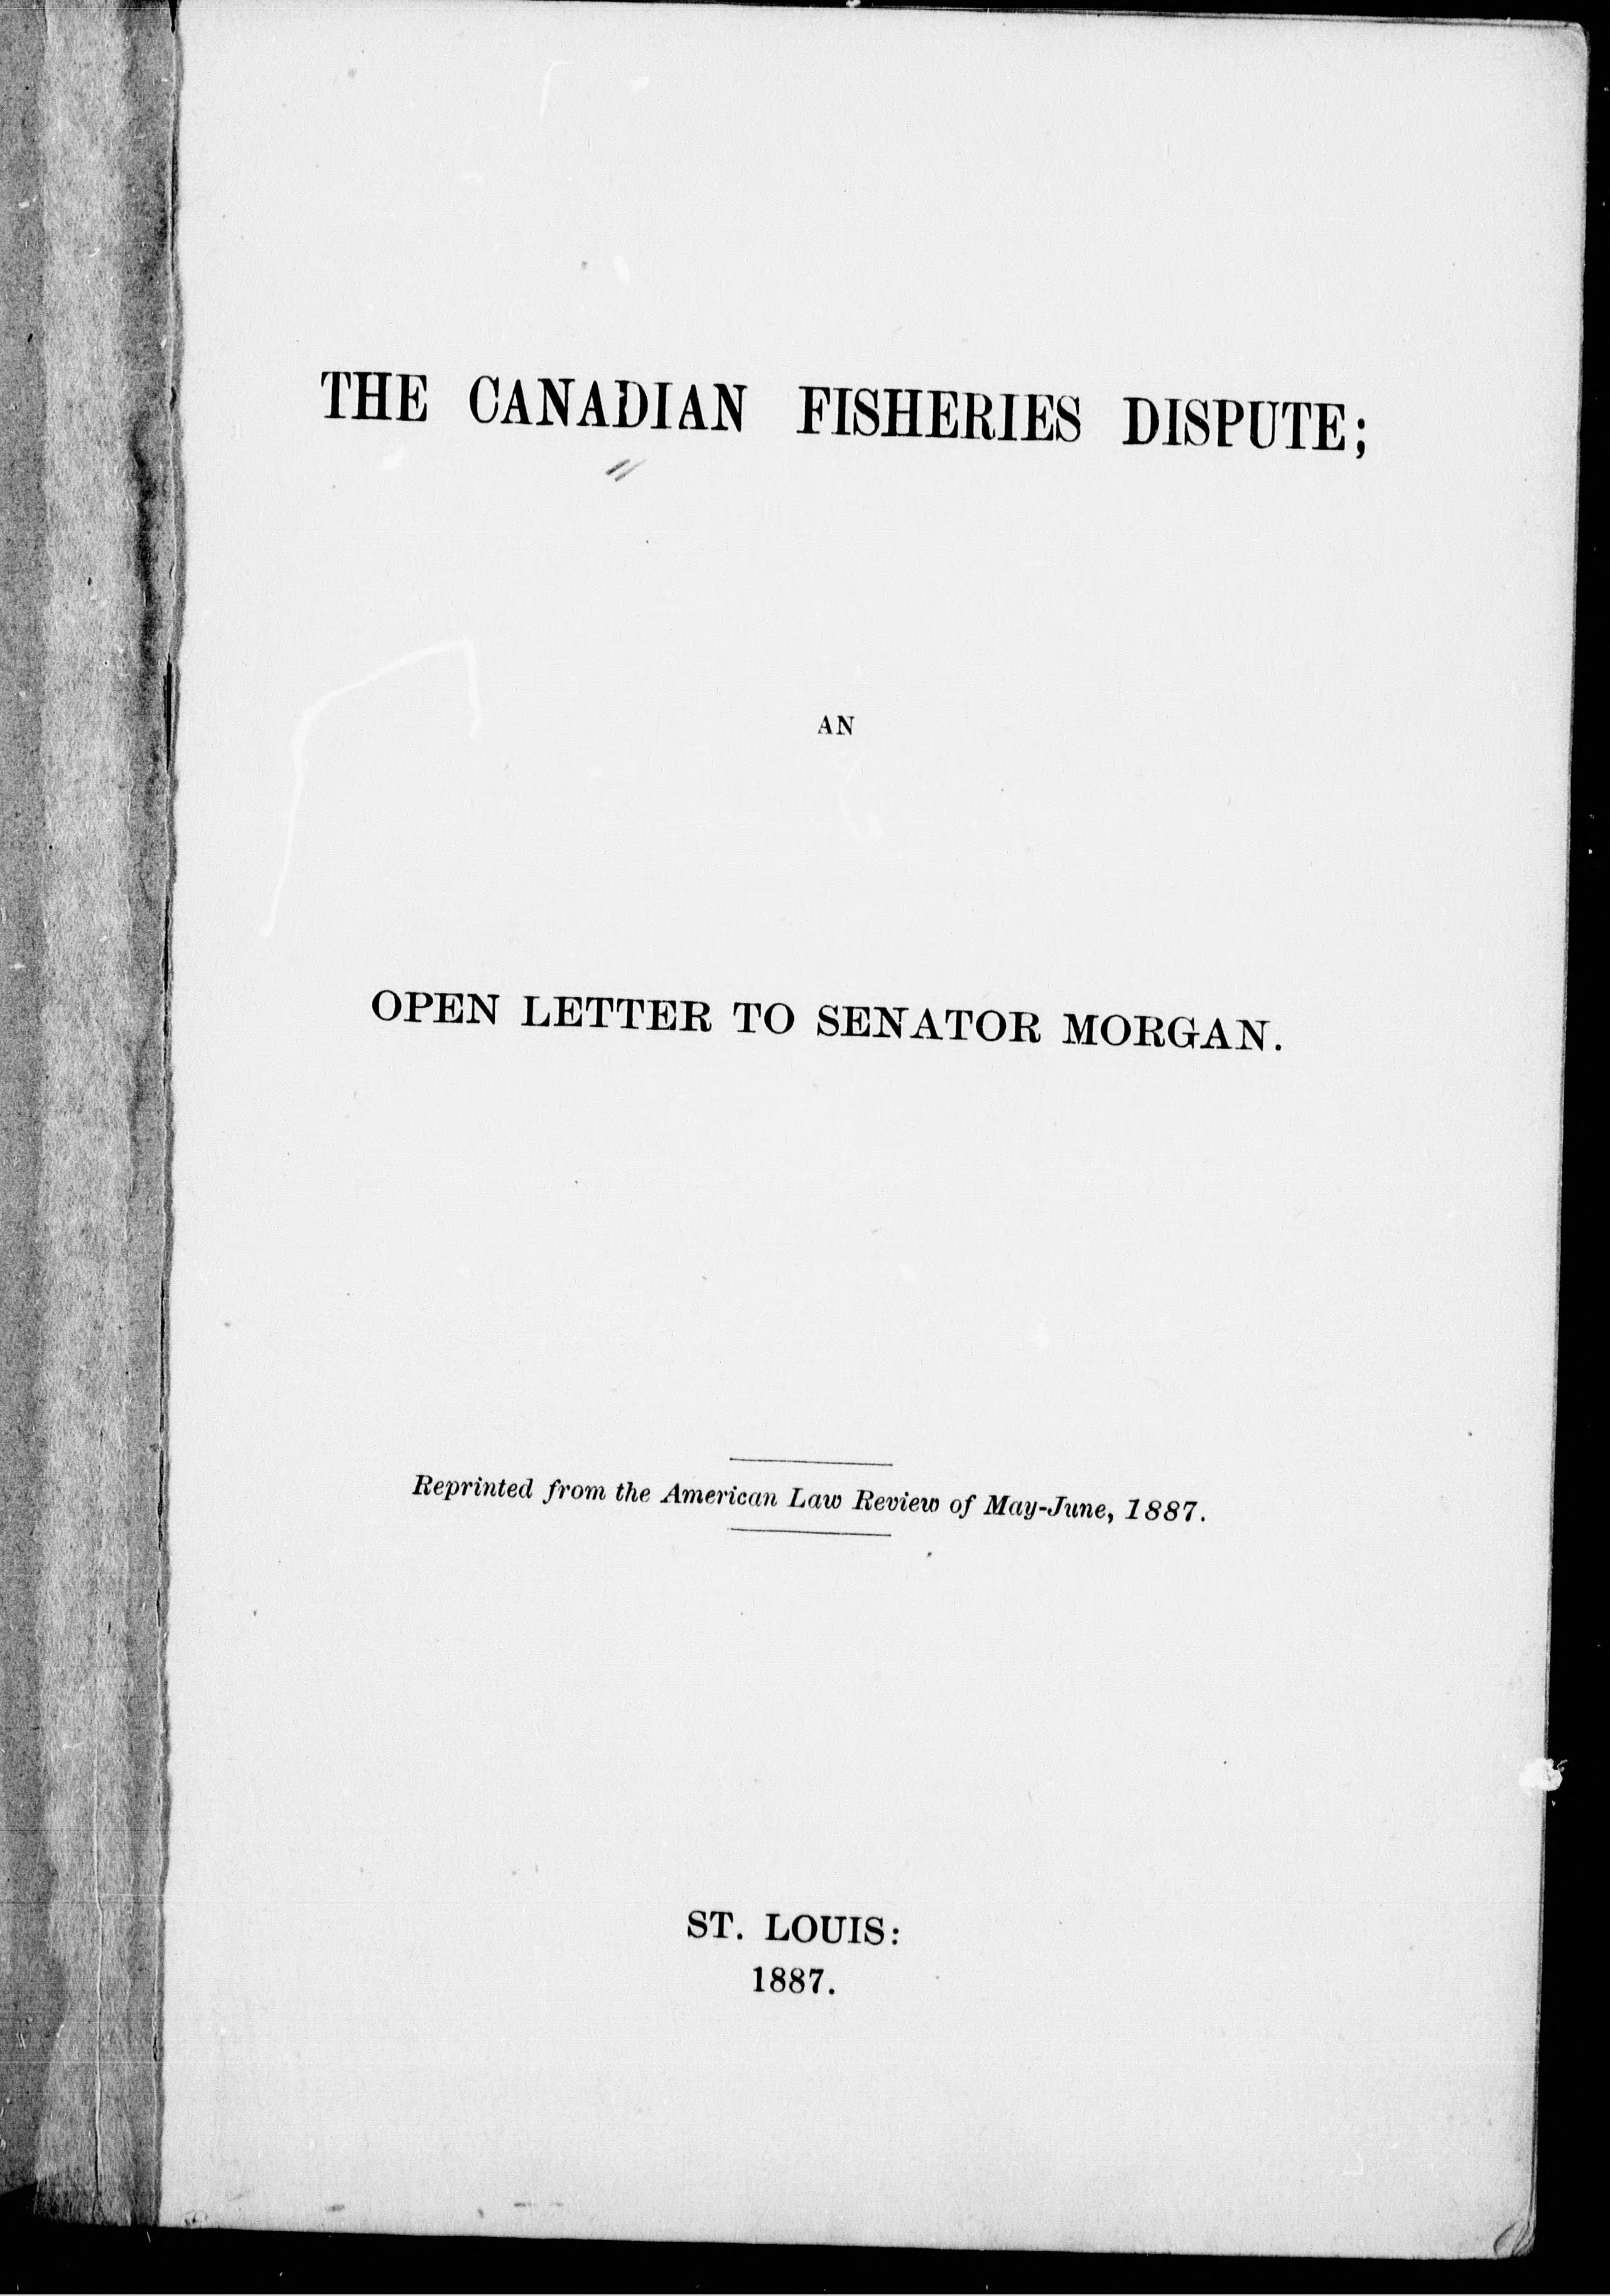 THE CANADIAN FISHERIES DISPUTE;
AN
OPEN LETTER TO SENATOR MORGAN.
Reprinted from the American Law Review of May-June, 1887.
ST. LOUIS:
1887.